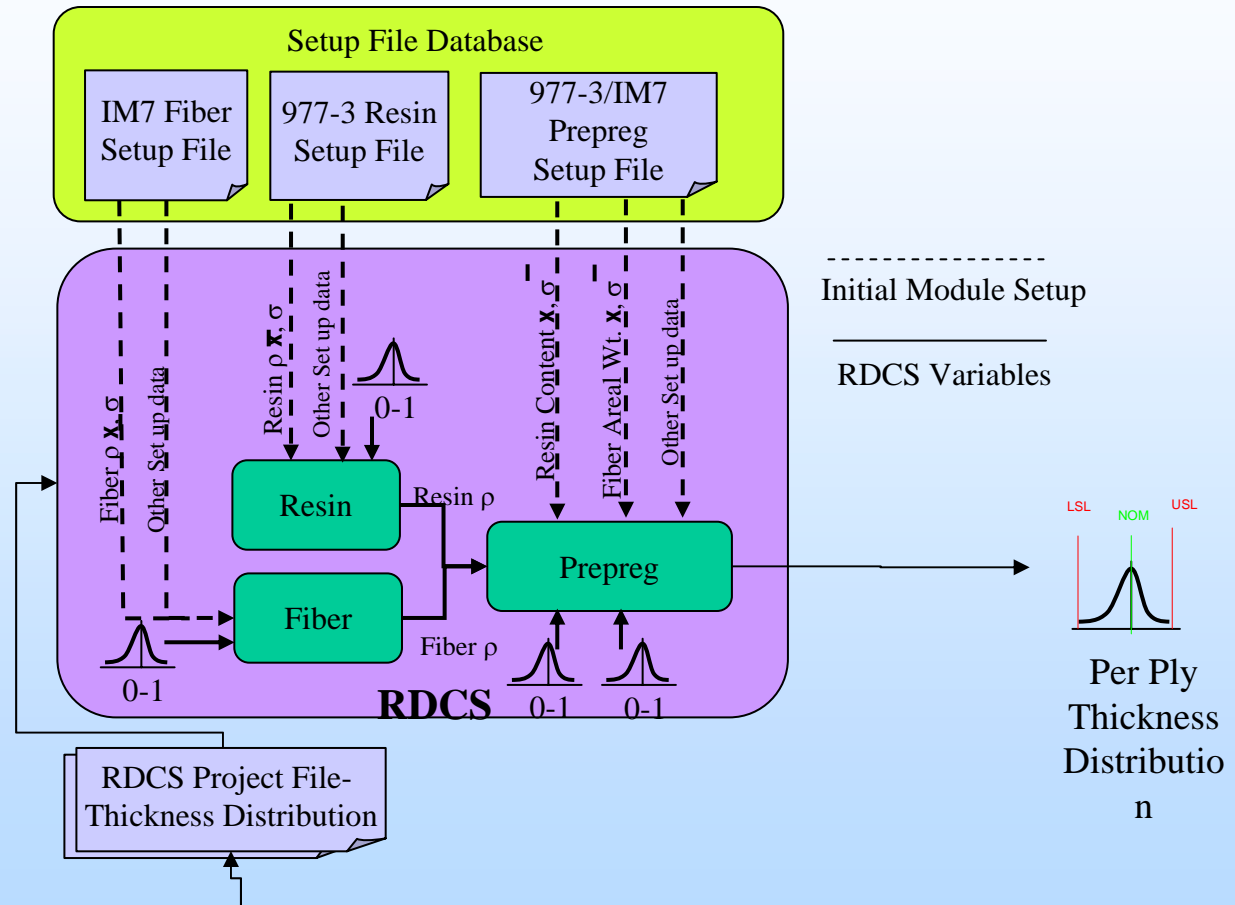 Setup File Database
IM7 Fiber
Setup File
977-3 Resin
Setup File
977-3/IM7
Prepreg
Setup File
Initial Module Setup
RDCS Variables
Fiber ρ x̄, σ
Other Set up data
Resin ρ x̄, σ
Other Set up data
0-1
Resin Content x̄, σ
Fiber Areal Wt. x̄, σ
Other Set up data
Resin
Resin ρ
Fiber
Fiber ρ
Prepreg
0-1
0-1
0-1
RDCS
LSL
NOM
USL
Per Ply
Thickness
Distributio
n
RDCS Project File-
Thickness Distribution